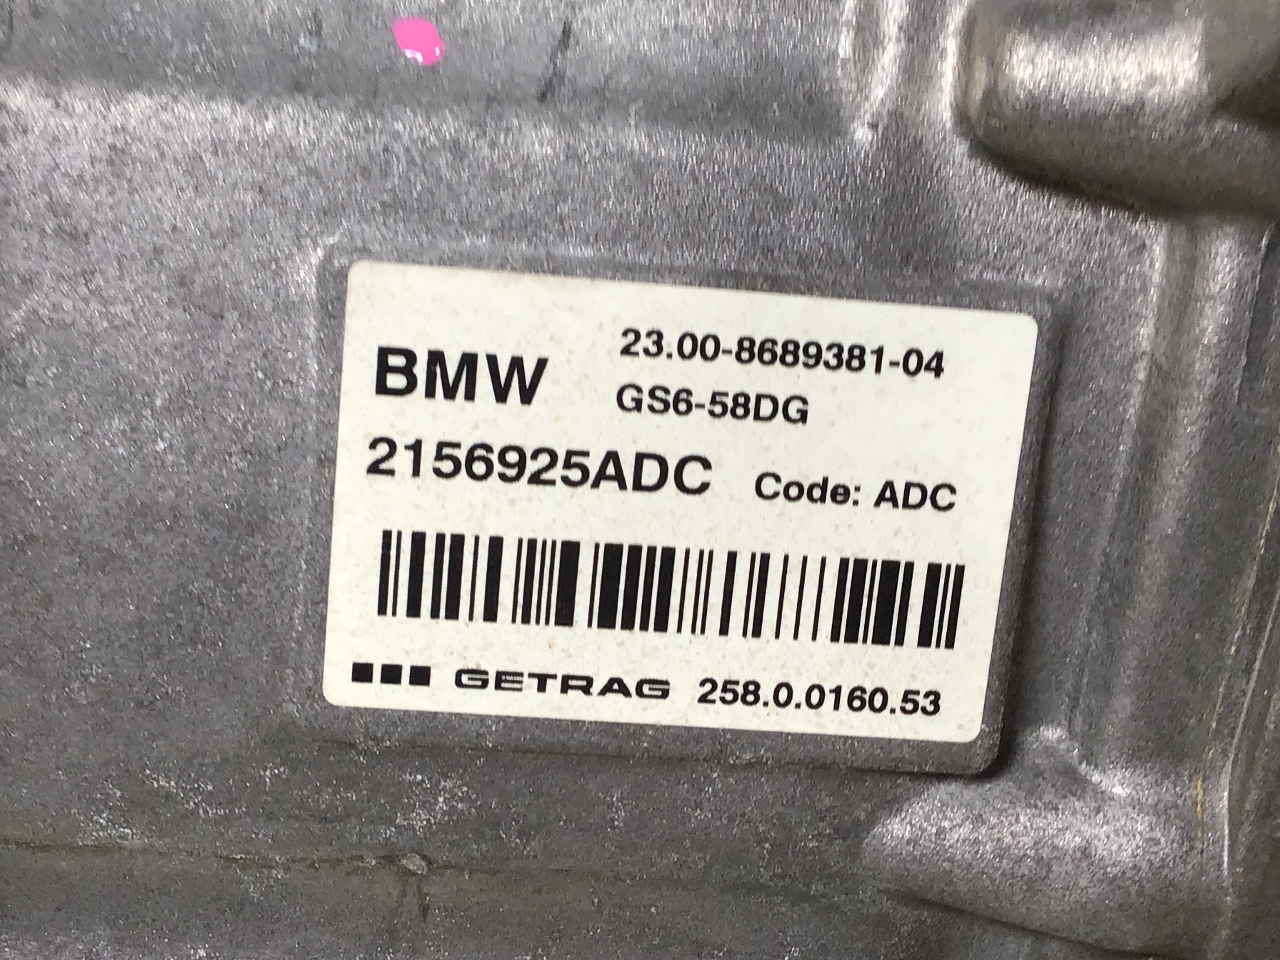 BMW
23.00-8689381-04
GS6-58DG
2156925ADC Code: ADC
GETRAG 258.0.0160.53